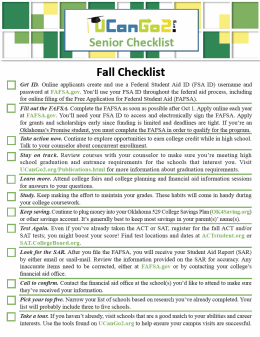 UCanGo2.org
Senior Checklist
Fall Checklist
Get ID. Online applicants create and use a Federal Student Aid ID (FSA ID) username and
password at FAFSA.gov. You'll use your FSA ID throughout the federal aid process, including
for online filing of the Free Application for Federal Student Aid (FAFSA).
Fill out the FAFSA. Complete the FAFSA as soon as possible after Oct 1. Apply online each year
at FAFSA.gov. You'll need your FSA ID to access and electronically sign the FAFSA. Apply
for grants and scholarships early since funding is limited and deadlines are tight. If you're an
Oklahoma's Promise student, you must complete the FAFSA in order to qualify for the program.
Take action now. Continue to explore opportunities to earn college credit while in high school.
Talk to your counselor about concurrent enrollment.
Stay on track. Review courses with your counselor to make sure you're meeting high
school graduation and entrance requirements for the schools that interest you. Visit
UCanGo2.org/Publications.html for more information about graduation requirements.
Learn more. Attend college fairs and college planning and financial aid information sessions
for answers to your questions.
Study. Keep making the effort to maintain your grades. These habits will come in handy during
your college coursework.
Keep saving. Continue to plug money into your Oklahoma 529 College Savings Plan (OK4Saving.org)
or other savings account. It's generally best to keep most savings in your parent(s)' name(s).
Test Again. Even if you've already taken the ACT or SAT, register for the fall ACT and/or
SAT tests, you might boost your score! Find test locations and dates at ACTstudent.org or
SAT.CollegeBoard.org.
Look for the SAR. After you file the FAFSA, you will receive your Student Aid Report (SAR)
by either email or snail-mail. Review the information provided on the SAR for accuracy. Any
inaccurate items need to be corrected, either at FAFSA.gov or by contacting your college's
financial aid office.
Call to confirm. Contact the financial aid office at the school(s) you'd like to attend to make
sure they've received your information.
Pick your top five. Narrow your list of schools based on research you've already completed. Your
list will probably include three to five schools.
Take a tour. If you haven't already, visit schools that are a good match to your abilities and career
interests. Use the tools found on UCanGo2.org to help ensure your campus visits are successful.